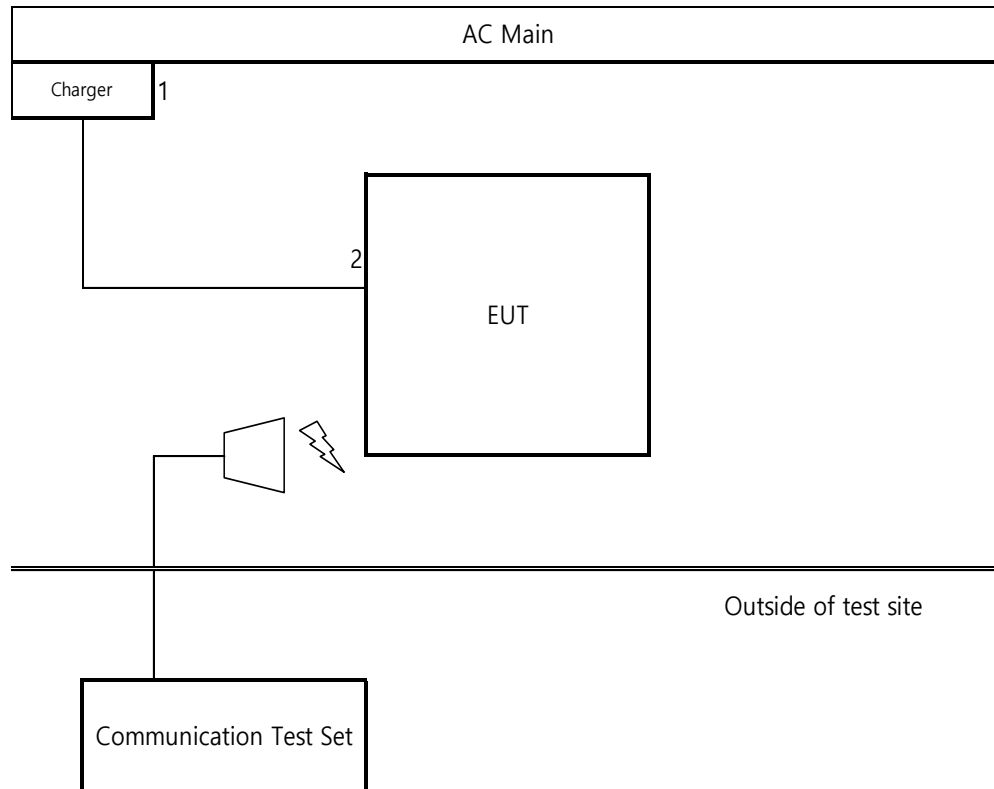 AC Main
Charger
1
2
EUT
Outside of test site
Communication Test Set